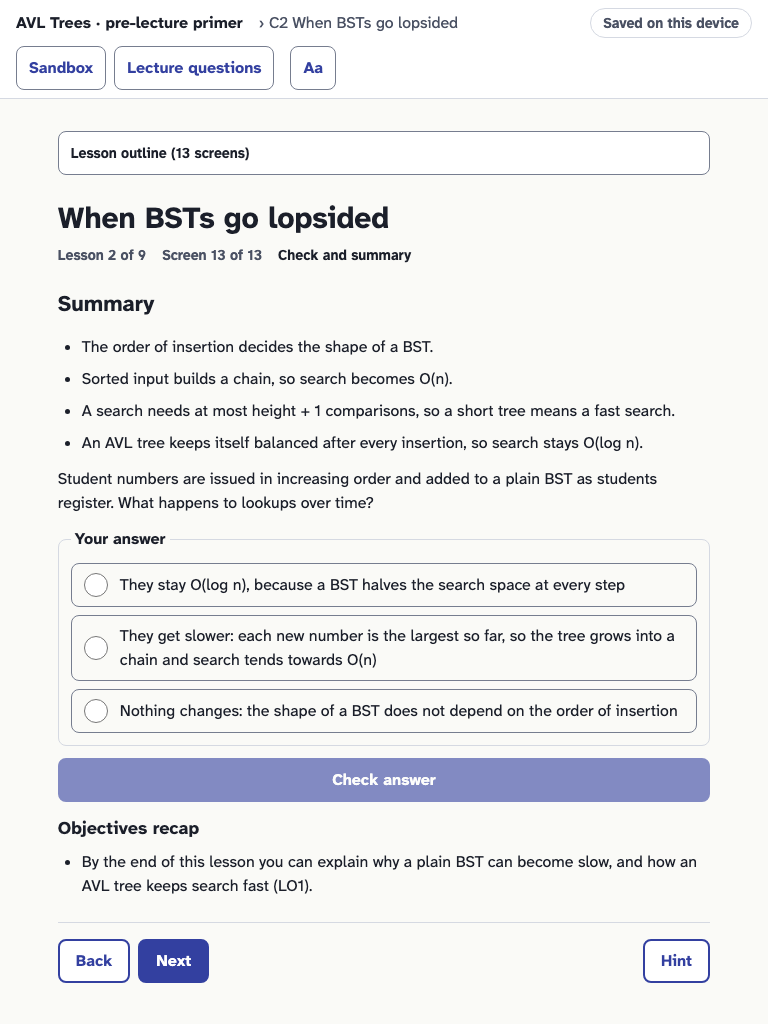 AVL Trees · pre-lecture primer › C2 When BSTs go lopsided Saved on this device
Sandbox Lecture questions Aa
Lesson outline (13 screens)
When BSTs go lopsided
Lesson 2 of 9 Screen 13 of 13 Check and summary
Summary
• The order of insertion decides the shape of a BST.
• Sorted input builds a chain, so search becomes O(n).
• A search needs at most height + 1 comparisons, so a short tree means a fast search.
• An AVL tree keeps itself balanced after every insertion, so search stays O(log n).
Student numbers are issued in increasing order and added to a plain BST as students
register. What happens to lookups over time?
Your answer
They stay O(log n), because a BST halves the search space at every step
They get slower: each new number is the largest so far, so the tree grows into a
chain and search tends towards O(n)
Nothing changes: the shape of a BST does not depend on the order of insertion
Check answer
Objectives recap
• By the end of this lesson you can explain why a plain BST can become slow, and how an
AVL tree keeps search fast (LO1).
Back Next Hint